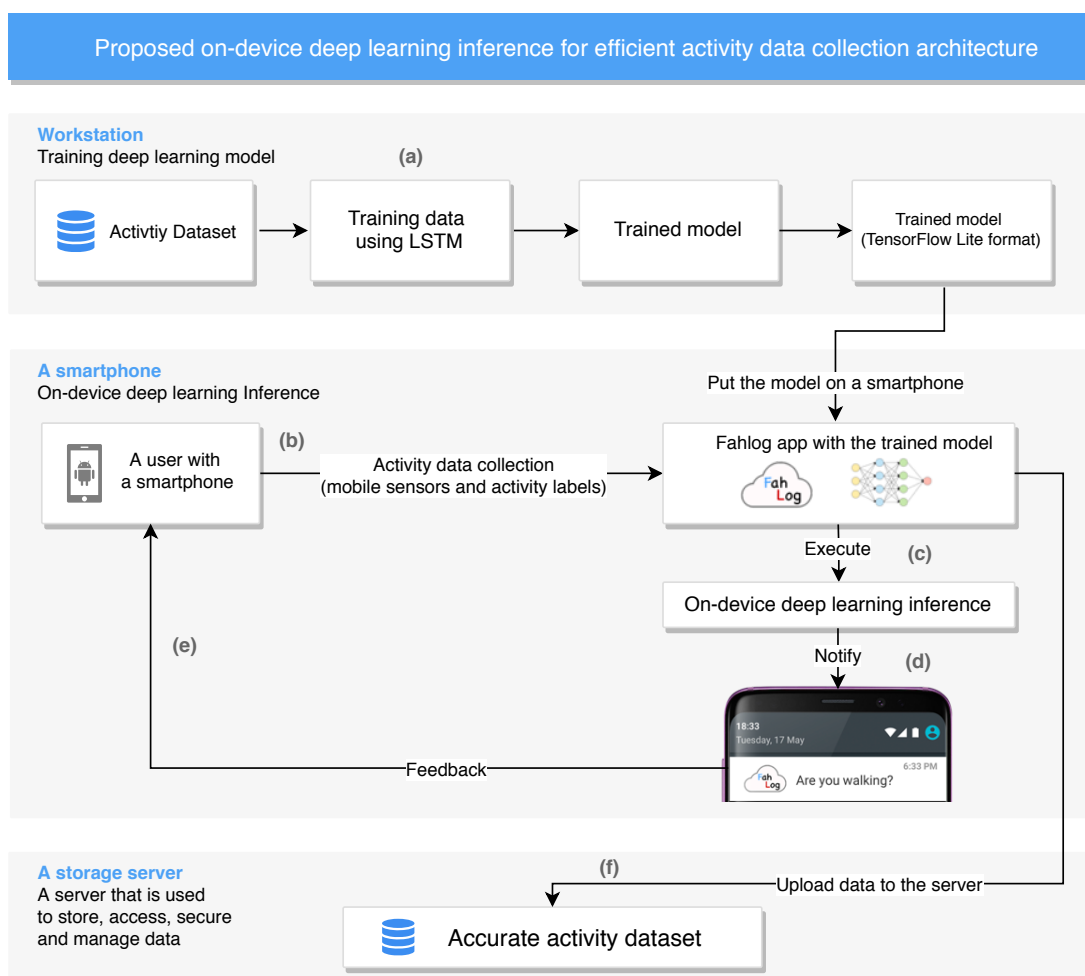 Proposed on-device deep learning inference for efficient activity data collection architecture
Workstation
Training deep learning model
(a)
Activtiy Dataset
Training data
using LSTM
Trained model
Trained model
(TensorFlow Lite format)
A smartphone
On-device deep learning Inference
Put the model on a smartphone
(b)
A user with
a smartphone
Activity data collection
(mobile sensors and activity labels)
Fahlog app with the trained model
Fah
Log
Execute
(c)
On-device deep learning inference
(e)
Notify
(d)
18:33
Tuesday, 17 May
6:33 PM
Fah
Log
Are you walking?
Feedback
A storage server
A server that is used
to store, access, secure
and manage data
(f)
Upload data to the server
Accurate activity dataset